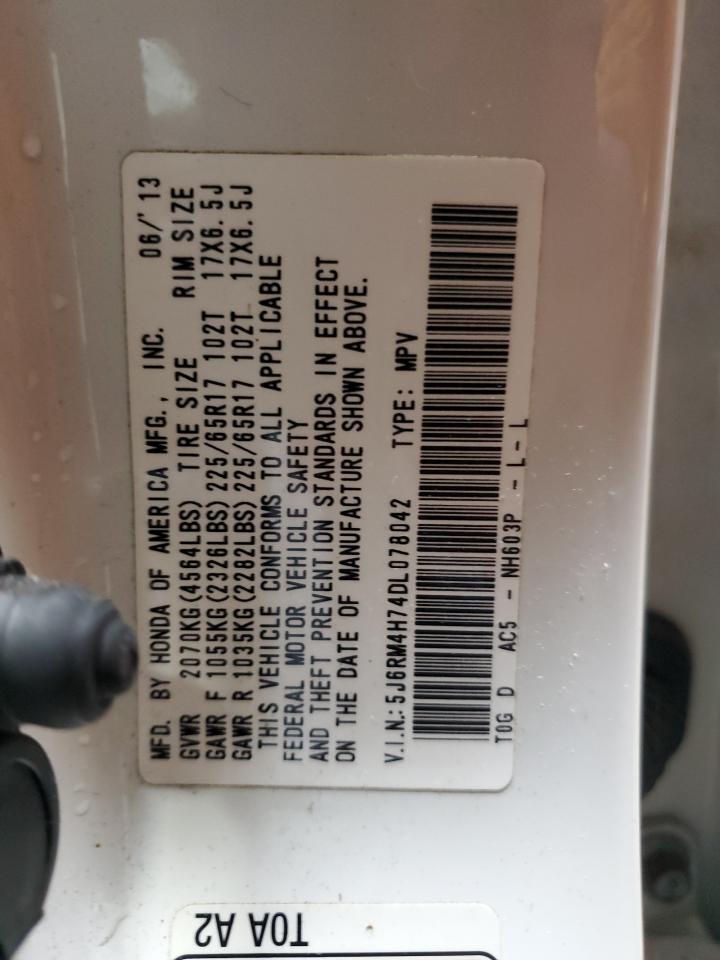 MFD. BY HONDA OF AMERICA MFG., INC. 06/'13
GVWR 2070KG(4564LBS) TIRE SIZE RIM SIZE
GAWR F 1055KG(2326LBS) 225/65R17 102T 17X6.5J
GAWR R 1035KG(2282LBS) 225/65R17 102T 17X6.5J
THIS VEHICLE CONFORMS TO ALL APPLICABLE
FEDERAL MOTOR VEHICLE SAFETY
AND THEFT PREVENTION STANDARDS IN EFFECT
ON THE DATE OF MANUFACTURE SHOWN ABOVE.
V.I.N.: 5J6RM4H74DL078042 TYPE: MPV
T0G D AC5 - NH603P - L - L
T0A A2